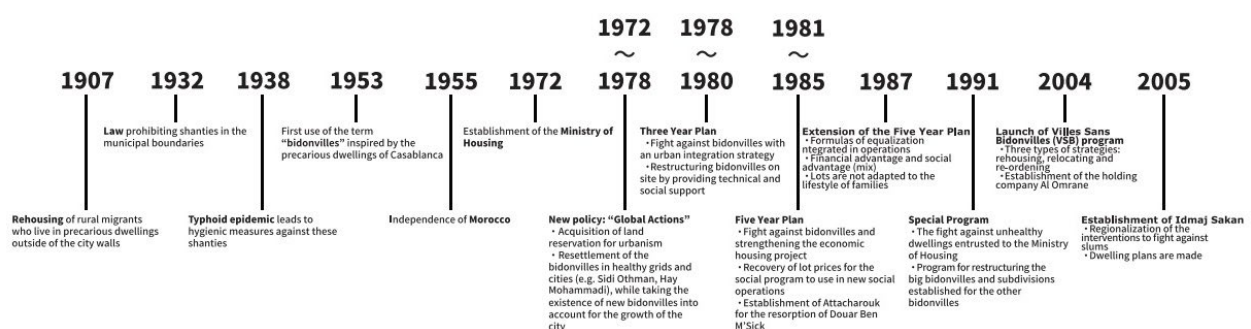 1972 1978 1981
~ ~ ~
1907 1932 1938 1953 1955 1972 1978 1980 1985 1987 1991 2004 2005
Law prohibiting shanties in the
municipal boundaries
First use of the term
“bidonvilles” inspired by the
precarious dwellings of Casablanca
Establishment of the Ministry of
Housing
Three Year Plan
・Fight against bidonvilles with
an urban integration strategy
・Restructuring bidonvilles on
site by providing technical and
social support
Extension of the Five Year Plan
・Formulas of equalization
ntegrated in operations
・Financial advantage and social
advantage (mix)
・Lots are not adapted to the
lifestyle of families
Launch of Villes Sans
Bidonvilles (VSB) program
・Three types of strategies:
rehousing, relocating and
re-ordening
・Establishment of the holding
company Al Omrane
Rehousing of rural migrants
who live in precarious dwellings
outside of the city walls
Typhoid epidemic leads to
hygienic measures against these
shanties
Independence of Morocco
New policy: “Global Actions”
・ Acquisition of land
reservation for urbanism
・ Resettlement of the
bidonvilles in healthy grids and
cities (e.g. Sidi Othman, Hay
Mohammadi), while taking the
existence of new bidonvilles into
account for the growth of the
city
Five Year Plan
・Fight against bidonvilles and
strengthening the economic
housing project
・Recovery of lot prices for the
social program to use in new social
operations
・Establishment of Attacharouk
for the resorption of Douar Ben
M'Sick
Special Program
・The fight against unhealthy
dwellings entrusted to the Ministry
of Housing
・Program for restructuring the
big bidonvilles and subdivisions
established for the other
bidonvilles
Establishment of Idmaj Sakan
・Regionalization of the
interventions to fight against
slums
・Dwelling plans are made